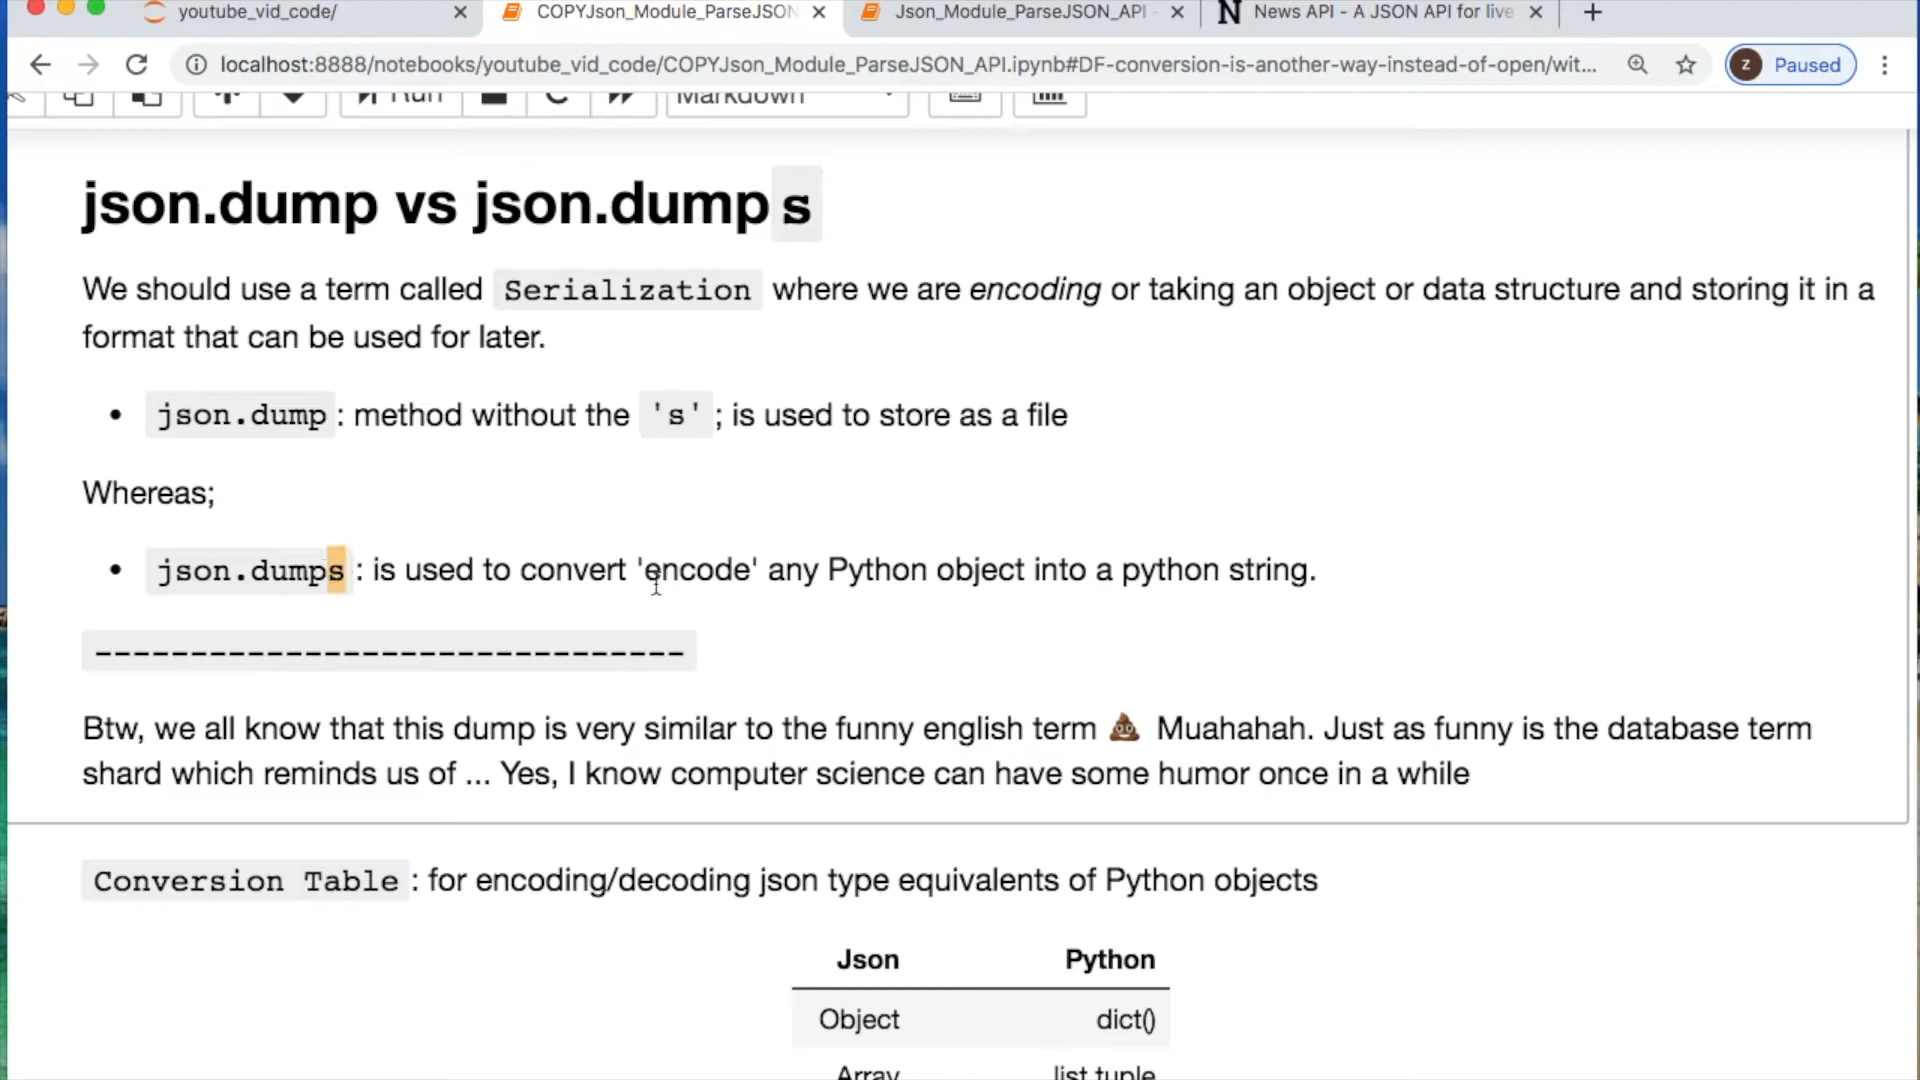 youtube_vid_code/
COPYJson_Module_ParseJSON
Json_Module_ParseJSON_API -
News API - A JSON API for live
localhost:8888/notebooks/youtube_vid_code/COPYJson_Module_ParseJSON_API.ipynb#DF-conversion-is-another-way-instead-of-open/wit...
z Paused
Run
Markdown
json.dump vs json.dumps
We should use a term called Serialization where we are encoding or taking an object or data structure and storing it in a
format that can be used for later.
• json.dump: method without the 's'; is used to store as a file
Whereas;
• json.dumps: is used to convert 'encode' any Python object into a python string.
-------------------------------
Btw, we all know that this dump is very similar to the funny english term 💩 Muahahah. Just as funny is the database term
shard which reminds us of ... Yes, I know computer science can have some humor once in a while
Conversion Table: for encoding/decoding json type equivalents of Python objects
Json Python
Object dict()
Array list tuple